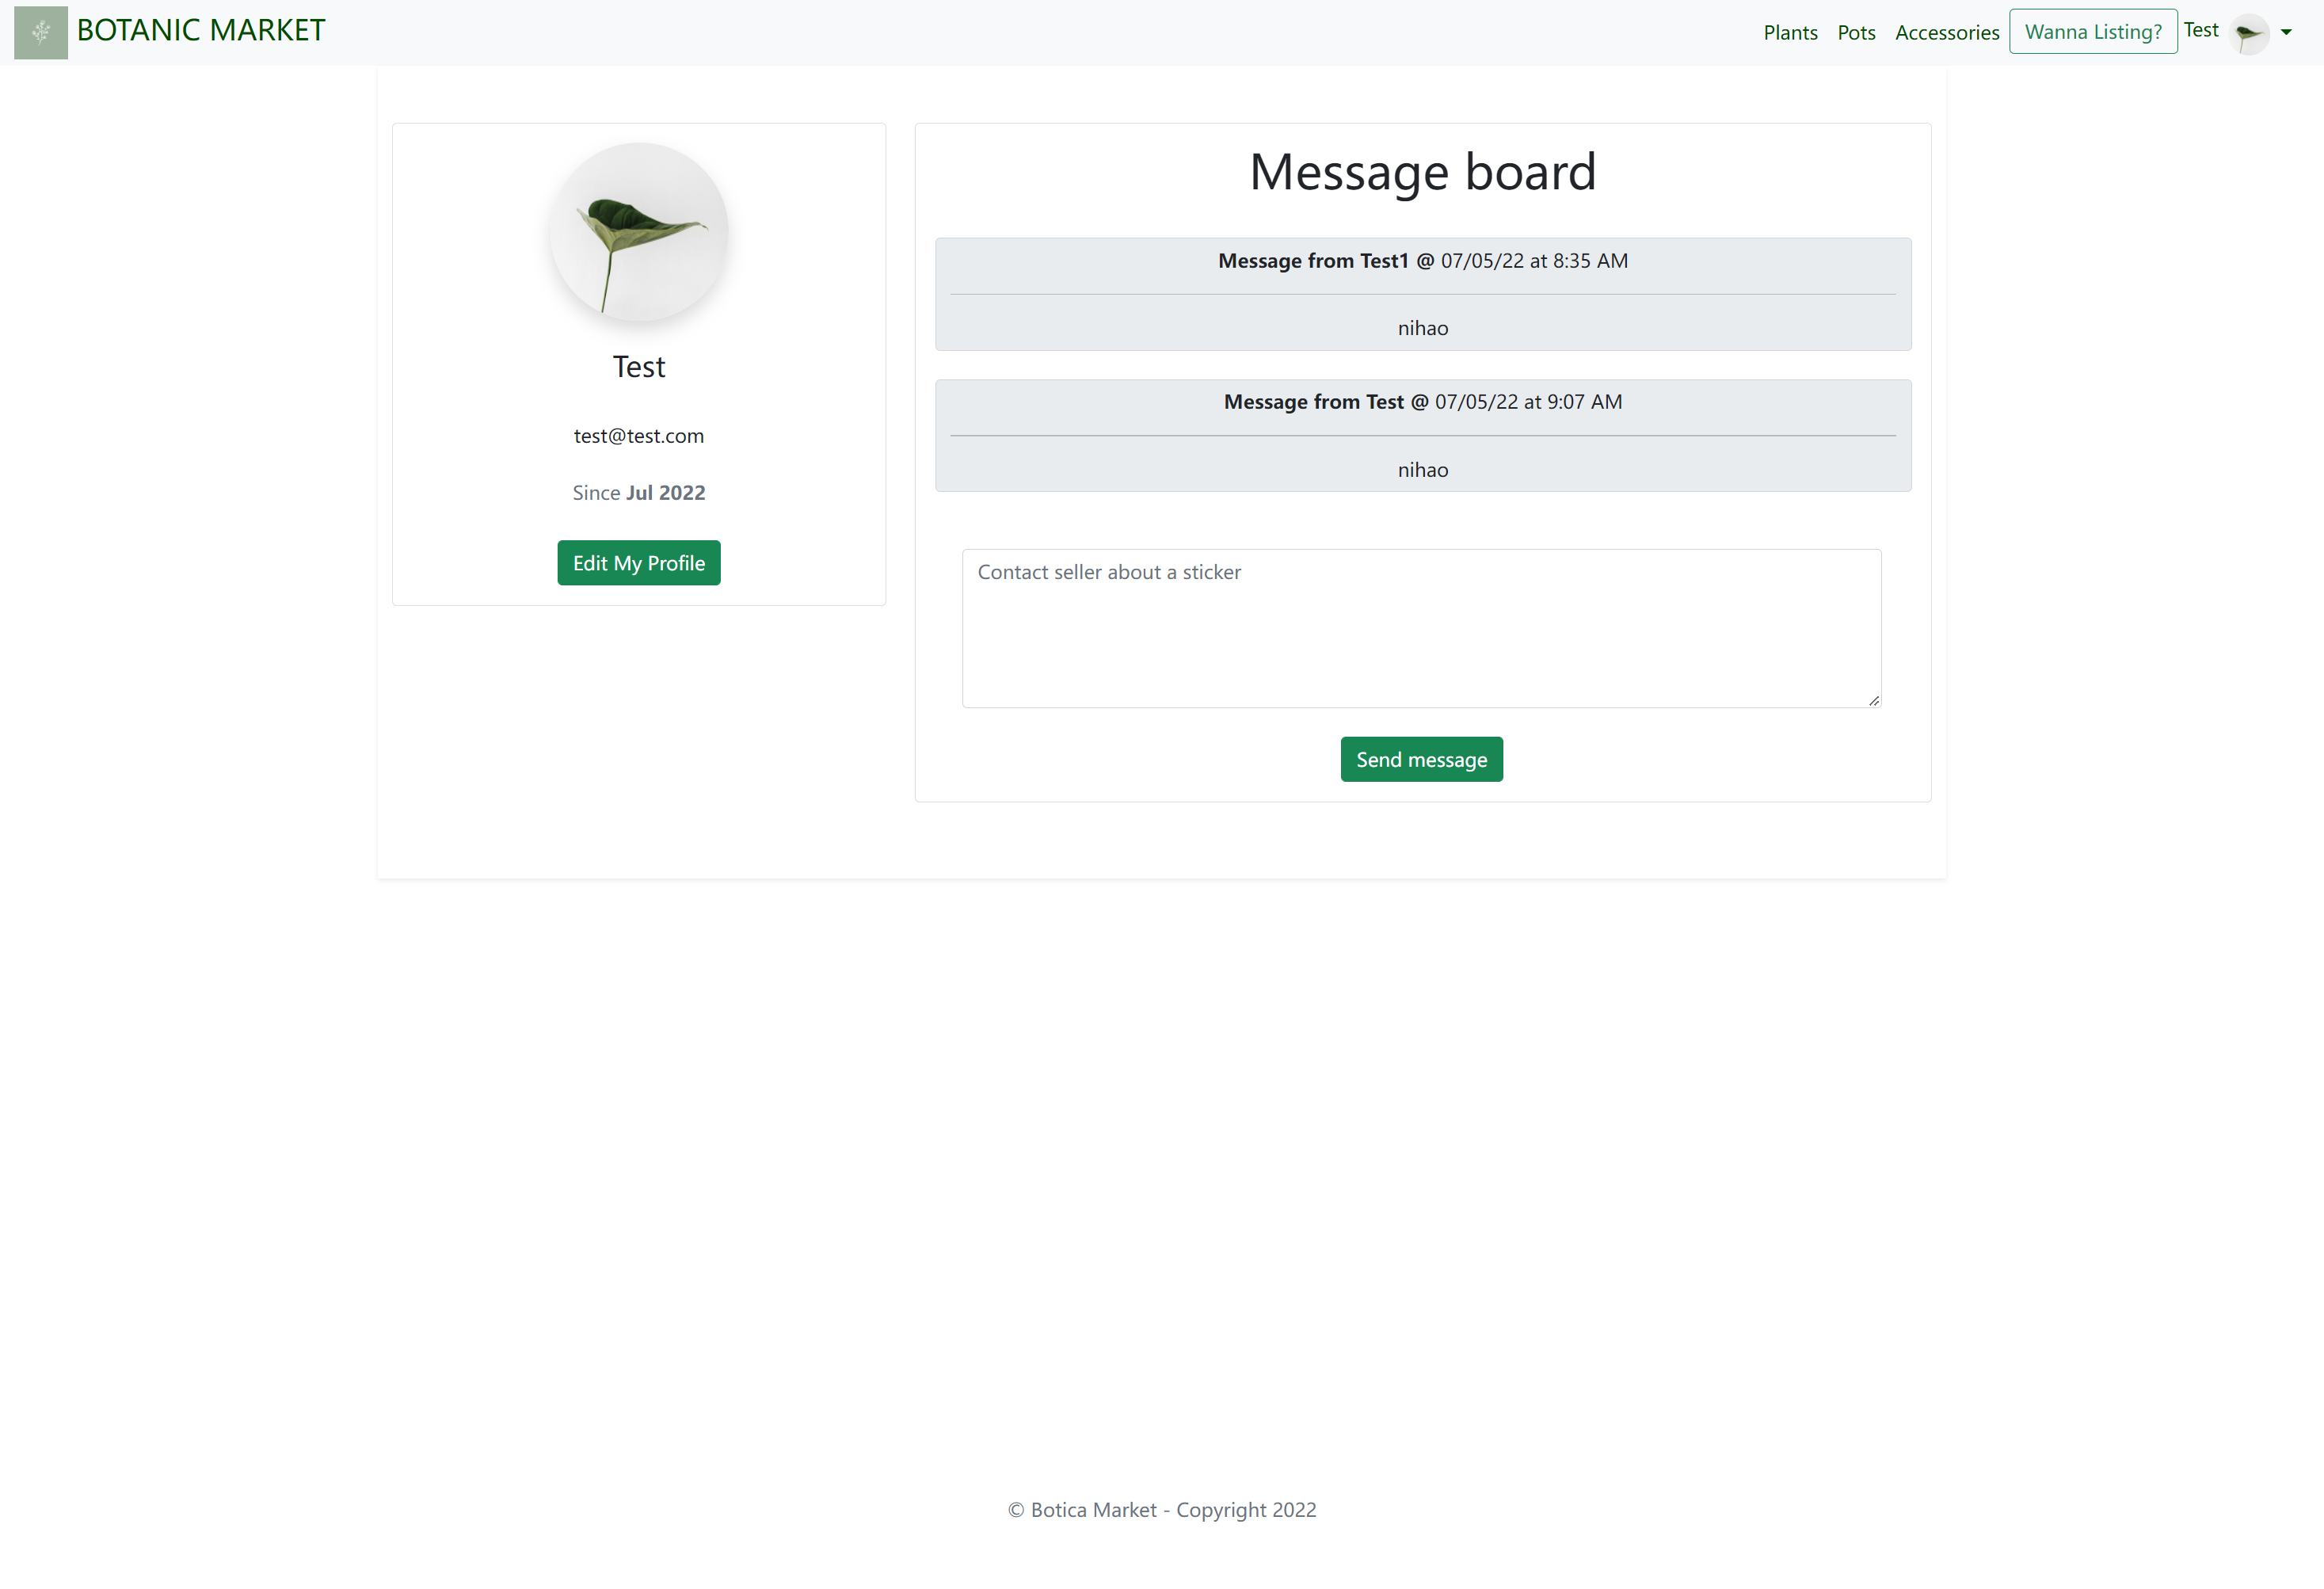 BOTANIC MARKET
Plants Pots Accessories Wanna Listing? Test
Test
test@test.com
Since Jul 2022
Edit My Profile
Message board
Message from Test1 @ 07/05/22 at 8:35 AM
nihao
Message from Test @ 07/05/22 at 9:07 AM
nihao
Contact seller about a sticker
Send message
© Botica Market - Copyright 2022